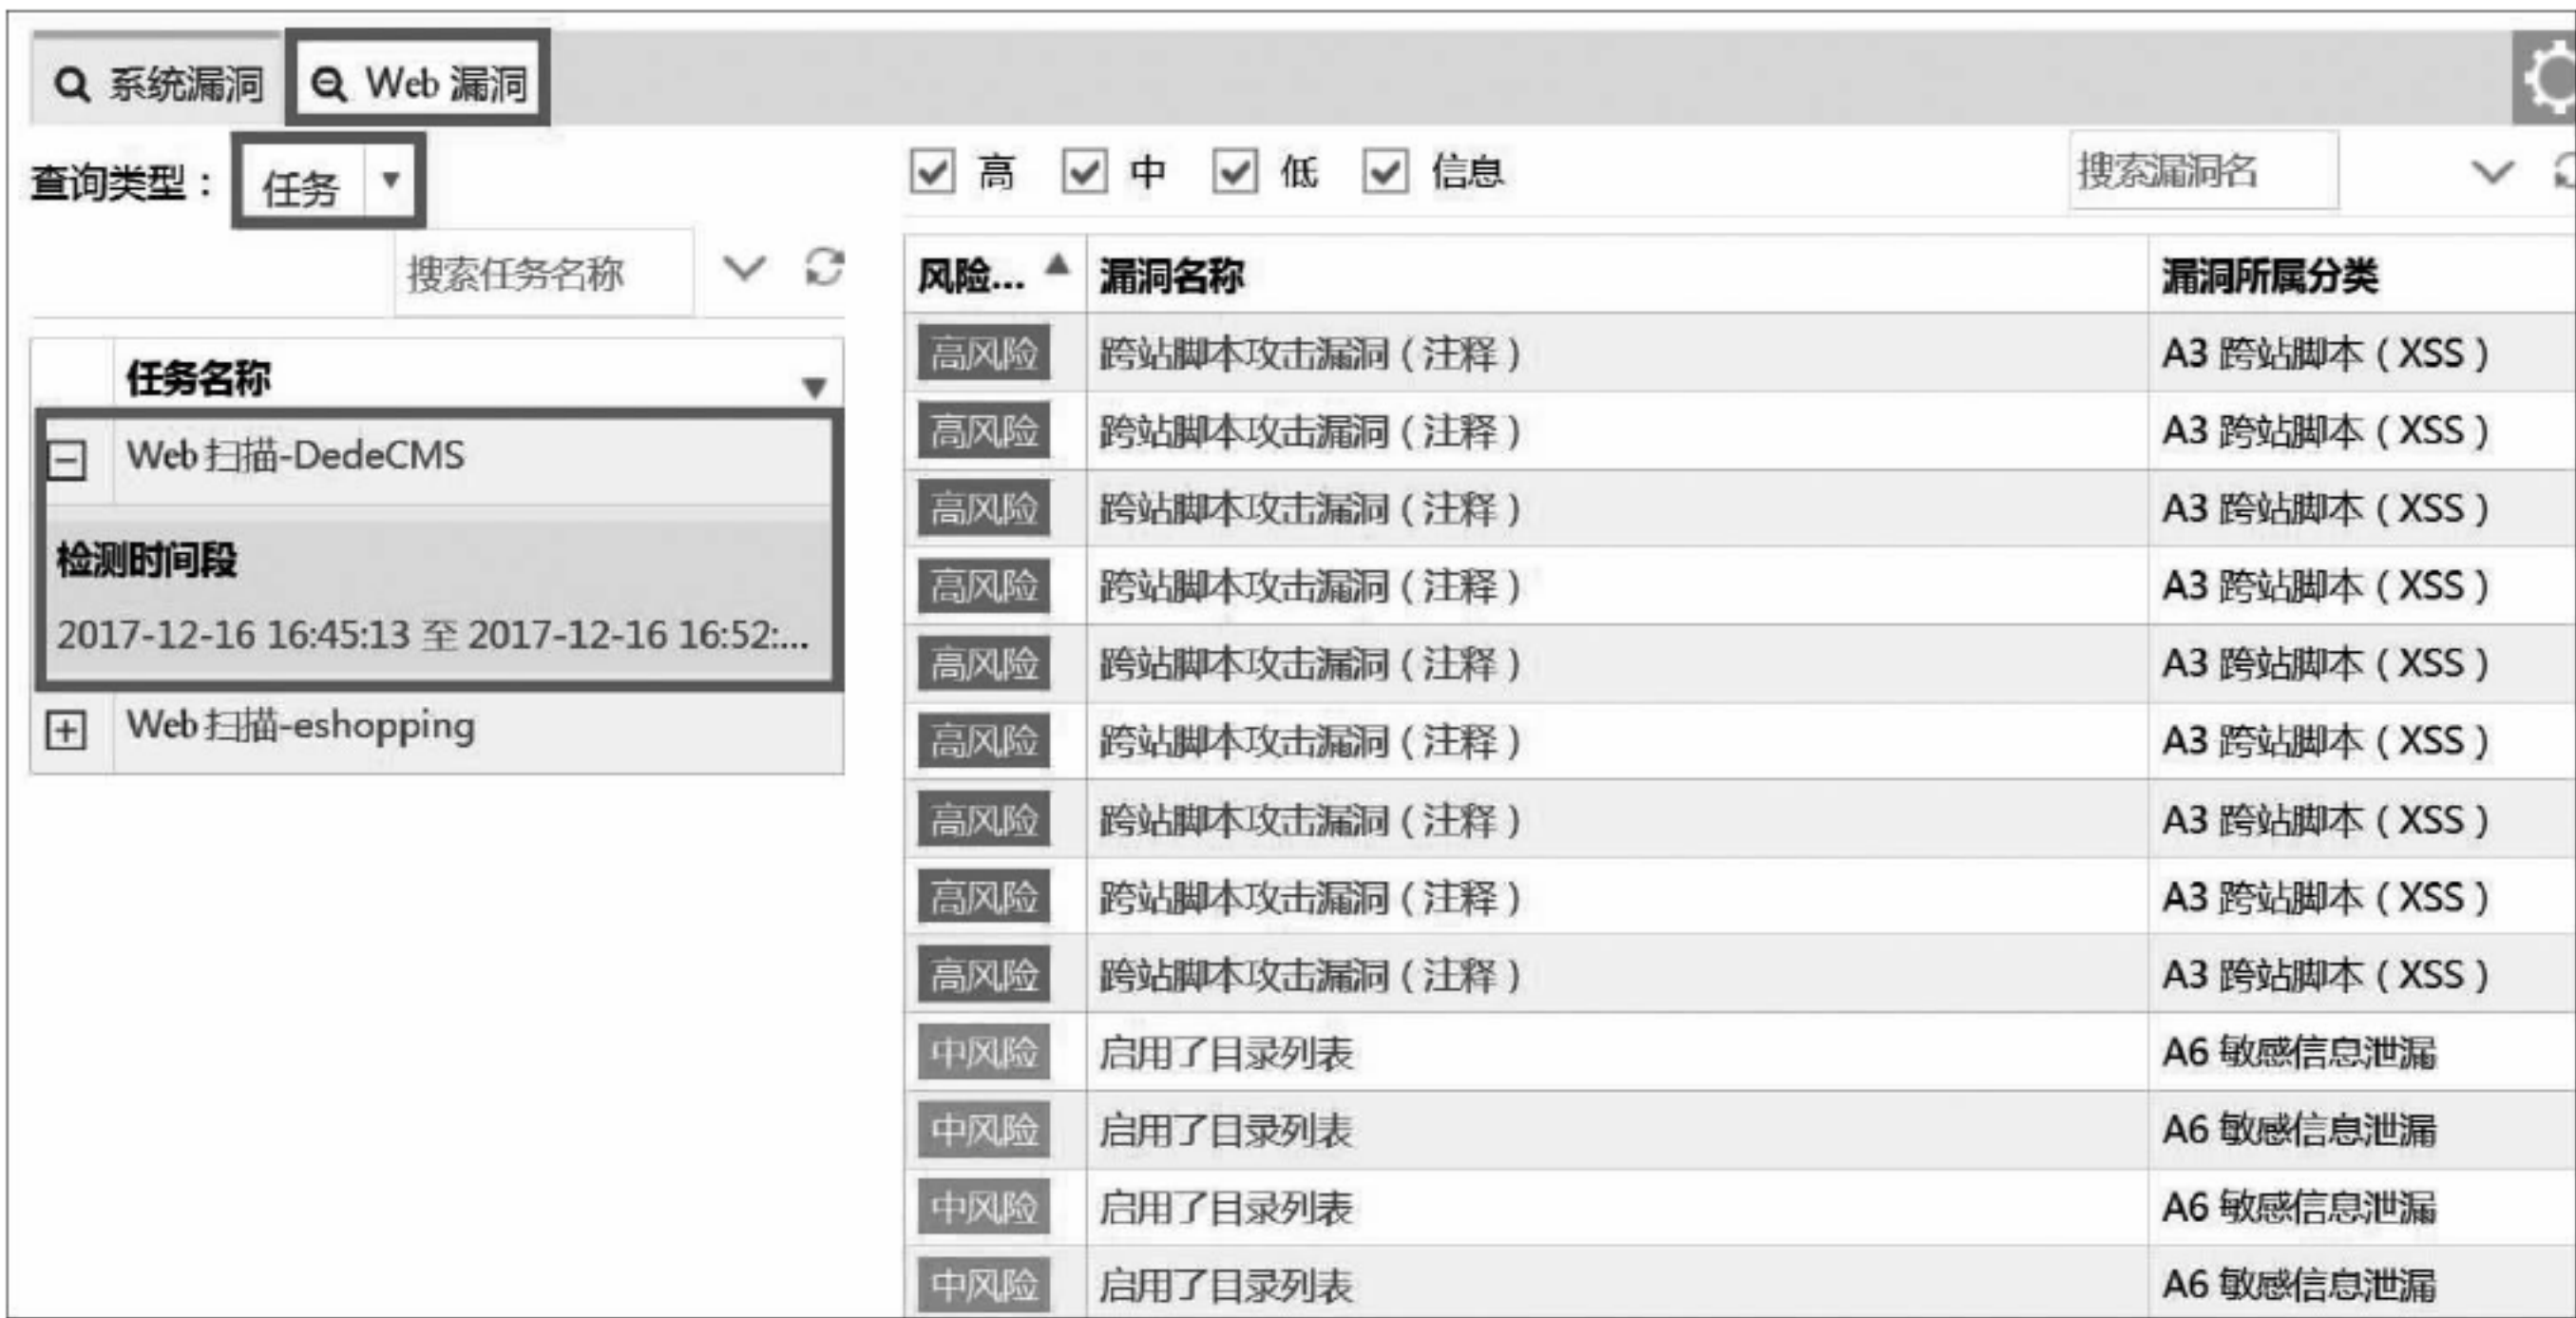 系统漏洞 Web 漏洞
查询类型： 任务
搜索任务名称
任务名称
Web 扫描-DedeCMS
检测时间段
2017-12-16 16:45:13 至 2017-12-16 16:52:...
Web 扫描-eshopping
高 中 低 信息 搜索漏洞名
风险... 漏洞名称 漏洞所属分类
高风险 跨站脚本攻击漏洞（注释） A3 跨站脚本（XSS）
高风险 跨站脚本攻击漏洞（注释） A3 跨站脚本（XSS）
高风险 跨站脚本攻击漏洞（注释） A3 跨站脚本（XSS）
高风险 跨站脚本攻击漏洞（注释） A3 跨站脚本（XSS）
高风险 跨站脚本攻击漏洞（注释） A3 跨站脚本（XSS）
高风险 跨站脚本攻击漏洞（注释） A3 跨站脚本（XSS）
高风险 跨站脚本攻击漏洞（注释） A3 跨站脚本（XSS）
高风险 跨站脚本攻击漏洞（注释） A3 跨站脚本（XSS）
高风险 跨站脚本攻击漏洞（注释） A3 跨站脚本（XSS）
中风险 启用了目录列表 A6 敏感信息泄漏
中风险 启用了目录列表 A6 敏感信息泄漏
中风险 启用了目录列表 A6 敏感信息泄漏
中风险 启用了目录列表 A6 敏感信息泄漏